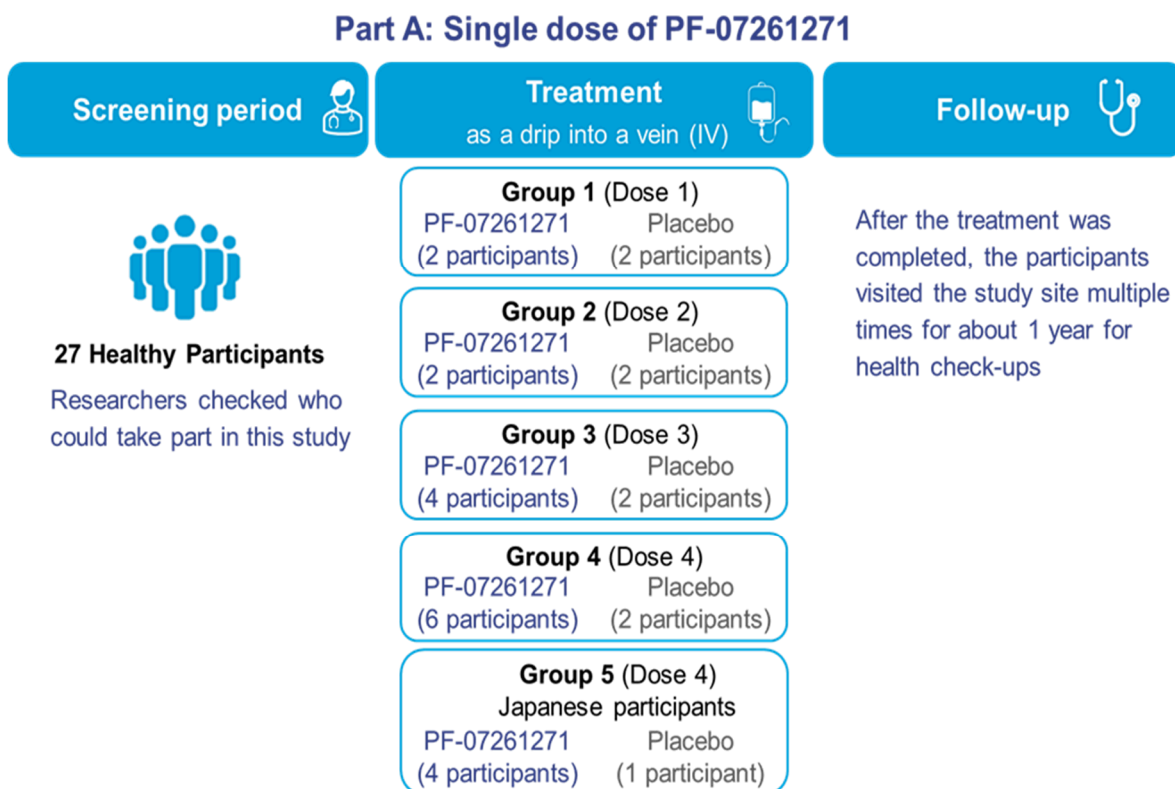 Part A: Single dose of PF-07261271
Screening period
Treatment
as a drip into a vein (IV)
Follow-up
27 Healthy Participants
Researchers checked who
could take part in this study
Group 1 (Dose 1)
PF-07261271 Placebo
(2 participants) (2 participants)
Group 2 (Dose 2)
PF-07261271 Placebo
(2 participants) (2 participants)
Group 3 (Dose 3)
PF-07261271 Placebo
(4 participants) (2 participants)
Group 4 (Dose 4)
PF-07261271 Placebo
(6 participants) (2 participants)
Group 5 (Dose 4)
Japanese participants
PF-07261271 Placebo
(4 participants) (1 participant)
After the treatment was
completed, the participants
visited the study site multiple
times for about 1 year for
health check-ups